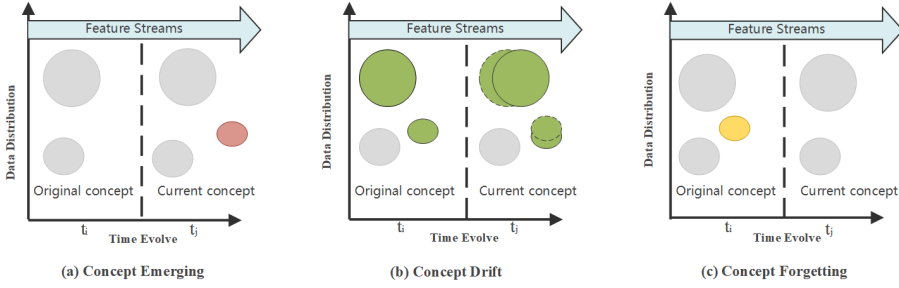 Feature Streams
Data Distribution
Original concept
Current concept
tᵢ
tⱼ
Time Evolve
(a) Concept Emerging
Feature Streams
Data Distribution
Original concept
Current concept
tᵢ
tⱼ
Time Evolve
(b) Concept Drift
Feature Streams
Data Distribution
Original concept
Current concept
tᵢ
tⱼ
Time Evolve
(c) Concept Forgetting